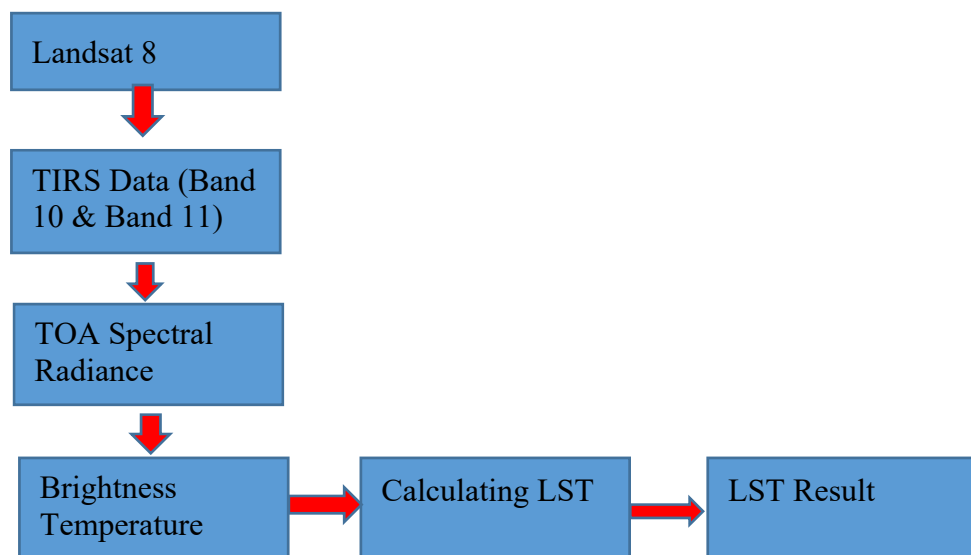 Landsat 8
TIRS Data (Band
10 & Band 11)
TOA Spectral
Radiance
Brightness
Temperature
Calculating LST
LST Result